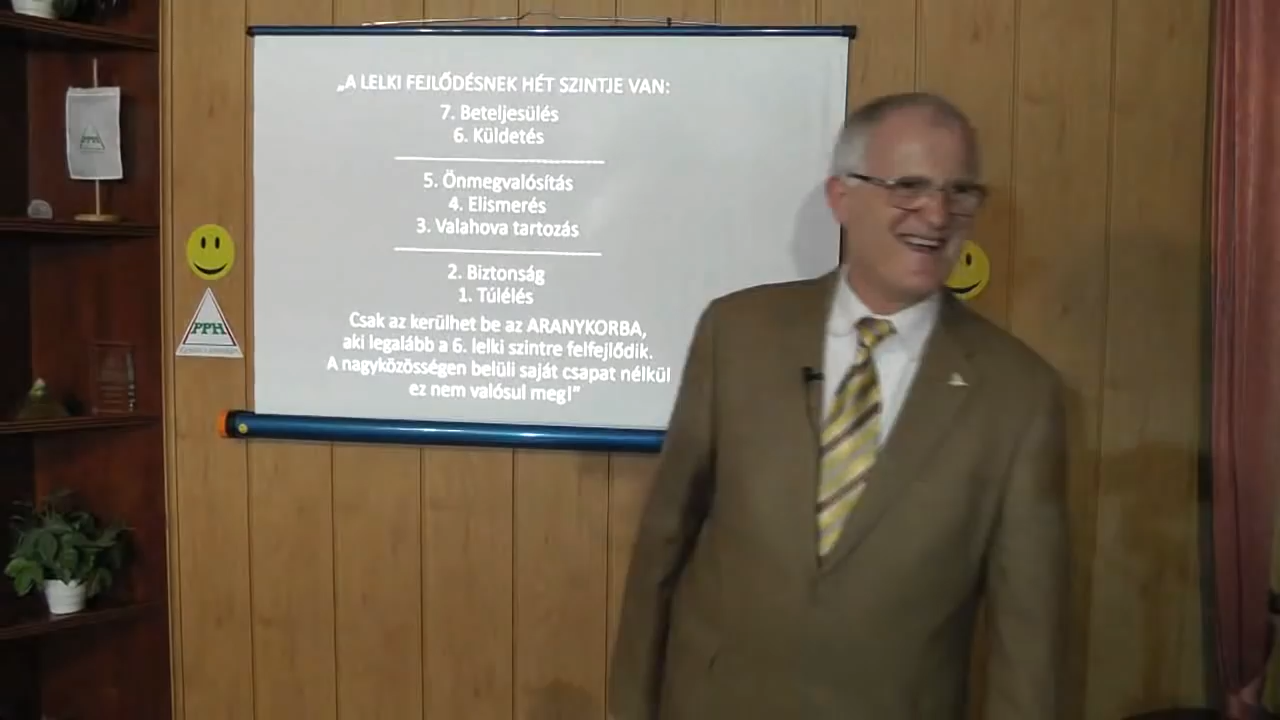 „A LELKI FEJLŐDÉSNEK HÉT SZINTJE VAN:
7. Beteljesülés
6. Küldetés
5. Önmegvalósítás
4. Elismerés
3. Valahova tartozás
2. Biztonság
1. Túlélés
Csak az kerülhet be az ARANYKORBA,
aki legalább a 6. lelki szintre felfejlődik.
A nagyközösségen belüli saját csapat nélkül
ez nem valósul meg!”
PPH
PPH